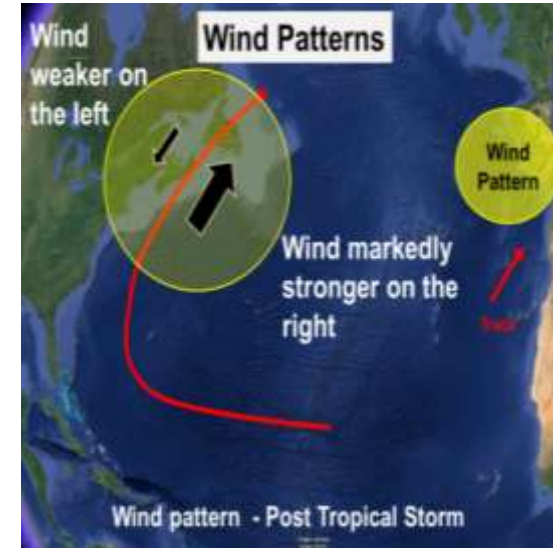 Wind Patterns
Wind
weaker on
the left
Wind
Pattern
Wind markedly
stronger on the
right
Track
Wind pattern - Post Tropical Storm